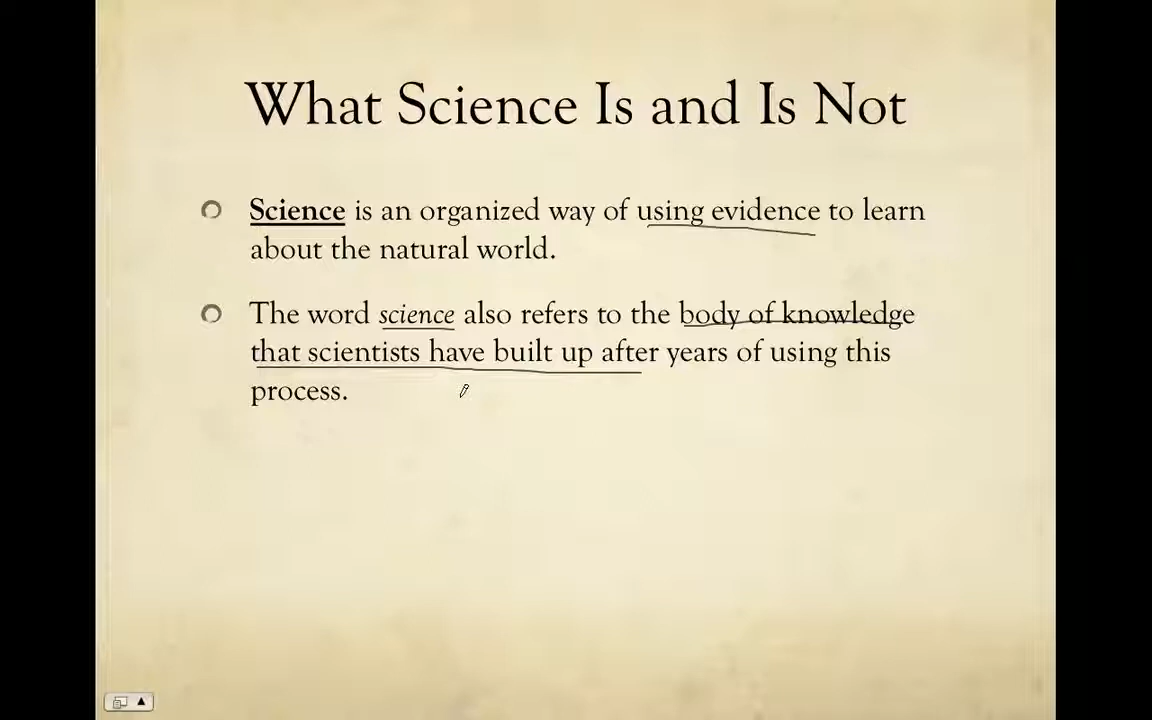 What Science Is and Is Not
Science is an organized way of using evidence to learn
about the natural world.
The word science also refers to the body of knowledge
that scientists have built up after years of using this
process.